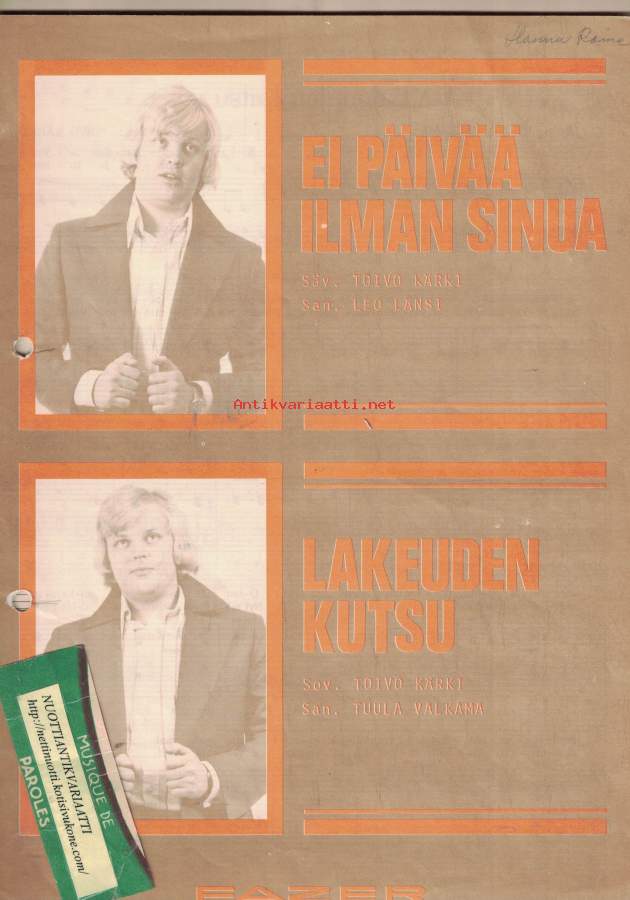 Hanna Raine
EI PÄIVÄÄ
ILMAN SINUA
Säv. TOIVO KÄRKI
San. LEO LÄNSI
Antikvariaatti.net
LAKEUDEN
KUTSU
Säv. TOIVO KÄRKI
San. TUULA VALKAMA
MUSIQUE DE
NUOTTIANTIKVARIAATTI
http://nettinuotti.kotisivukone.com/
PAROLES
FAZER